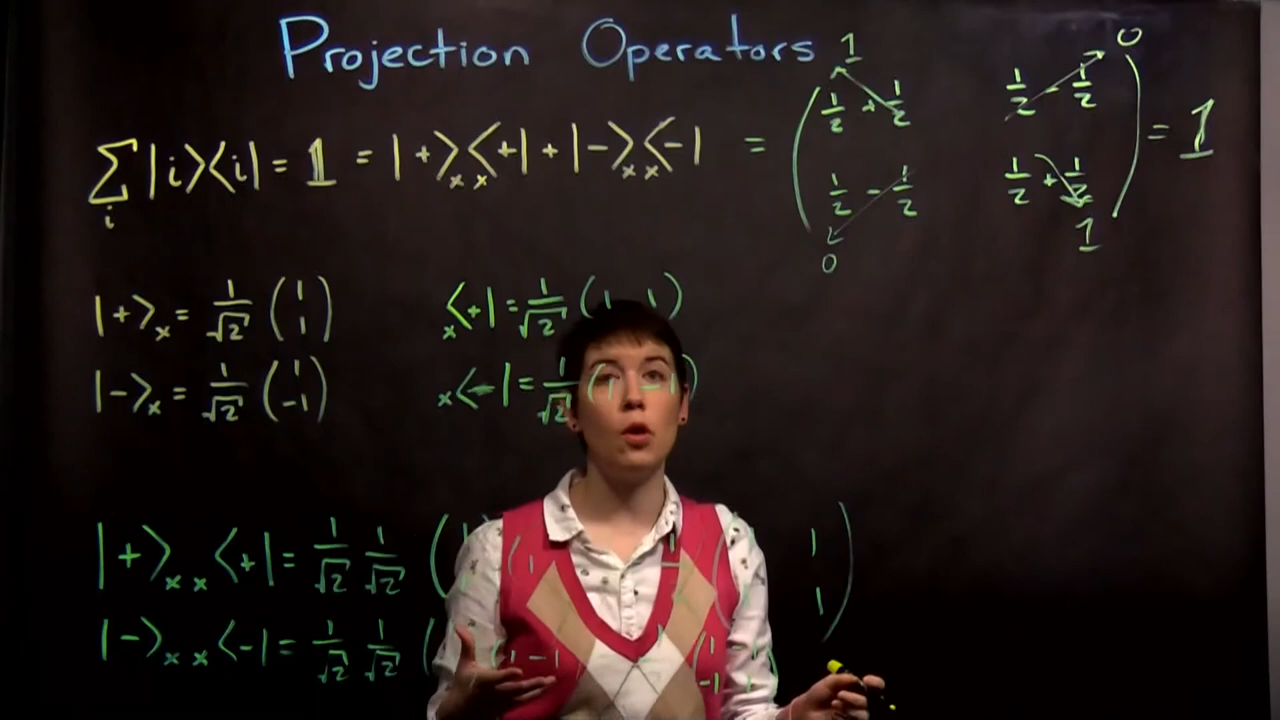 Projection Operators
∑ᵢ |i><i| = 1 = |+>ₓ ₓ<+| + |->ₓ ₓ<-| = ( 1/2 + 1/2 ↖ 1   1/2 - 1/2 ↗ 0
1/2 - 1/2 ↙ 0   1/2 + 1/2 ↘ 1 ) = 1
|+>ₓ = 1/√2 ( 1 1 )   ₓ<+| = 1/√2 ( 1 1 )
|->ₓ = 1/√2 ( 1 -1 )   ₓ<-| = 1/√2 ( 1 -1 )
|+>ₓ ₓ<+| = 1/√2 1/√2 (
|->ₓ ₓ<-| = 1/√2 1/√2 (